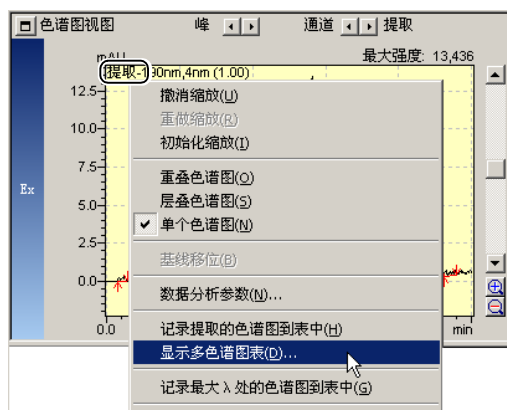 色谱图视图 峰 通道 提取
mAU 最大强度: 13,436
提取-190nm,4nm (1.00)
12.5
10.0
7.5
5.0
2.5
0.0
Ex
0.0 min
撤消缩放(U)
重做缩放(R)
初始化缩放(I)
重叠色谱图(O)
层叠色谱图(S)
单个色谱图(N)
基线移位(B)
数据分析参数(N)...
记录提取的色谱图到表中(H)
显示多色谱图表(D)...
记录最大 λ 处的色谱图到表中(G)